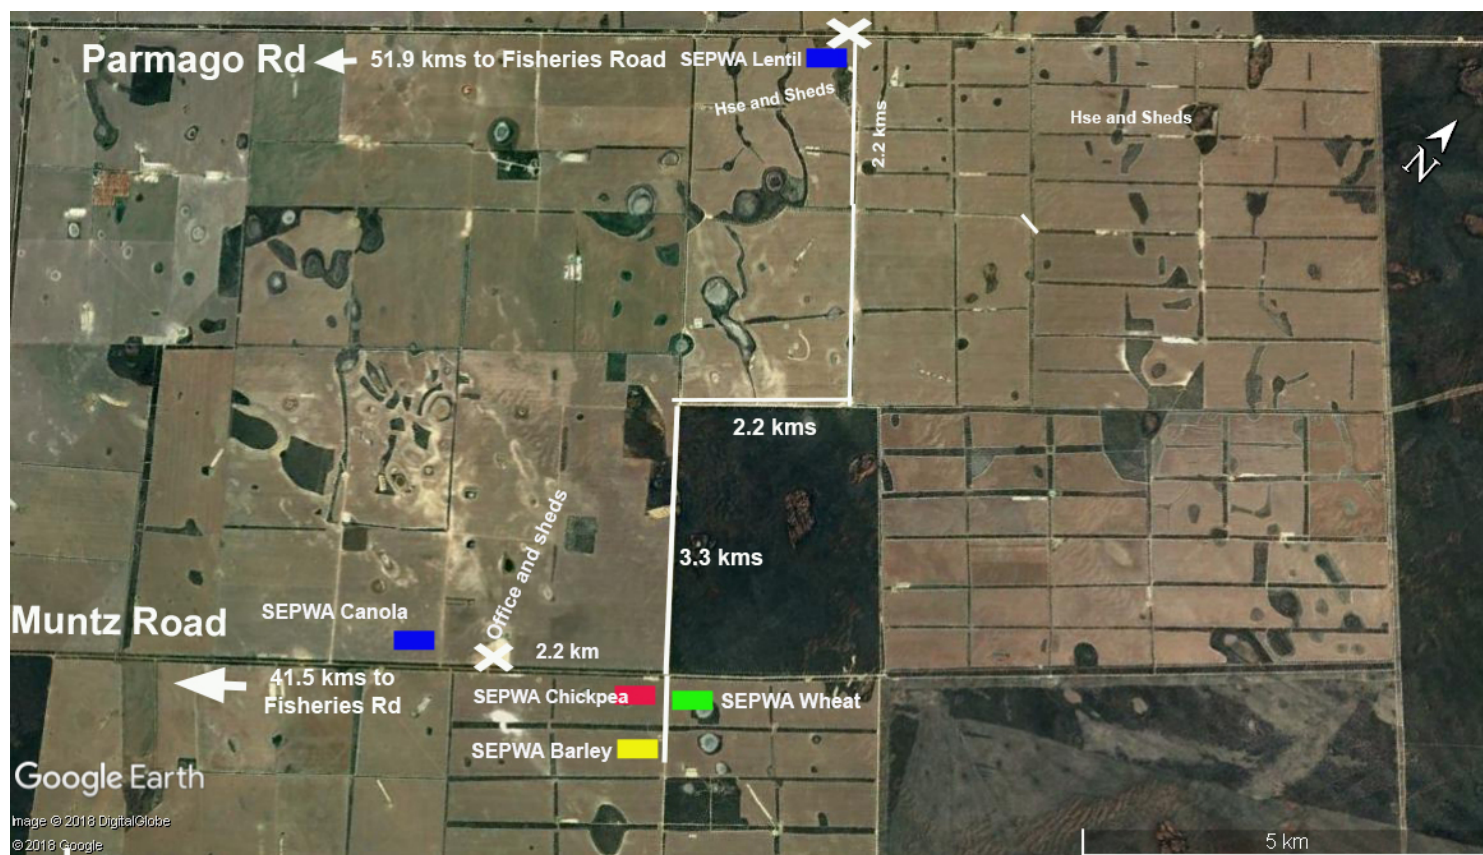 Parmago Rd
51.9 kms to Fisheries Road
SEPWA Lentil
Hse and Sheds
2.2 kms
Hse and Sheds
N
2.2 kms
3.3 kms
Office and sheds
SEPWA Canola
Muntz Road
2.2 km
41.5 kms to
Fisheries Rd
SEPWA Chickpea
SEPWA Wheat
SEPWA Barley
Google Earth
Image © 2018 DigitalGlobe
© 2018 Google
5 km